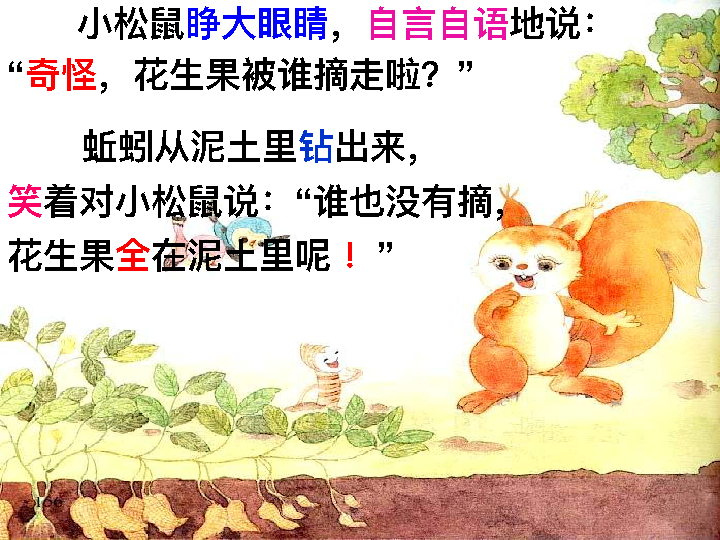 小松鼠睁大眼睛，自言自语地说：
“奇怪，花生果被谁摘走啦？”
蚯蚓从泥土里钻出来，
笑着对小松鼠说：“谁也没有摘，
花生果全在泥土里呢！”